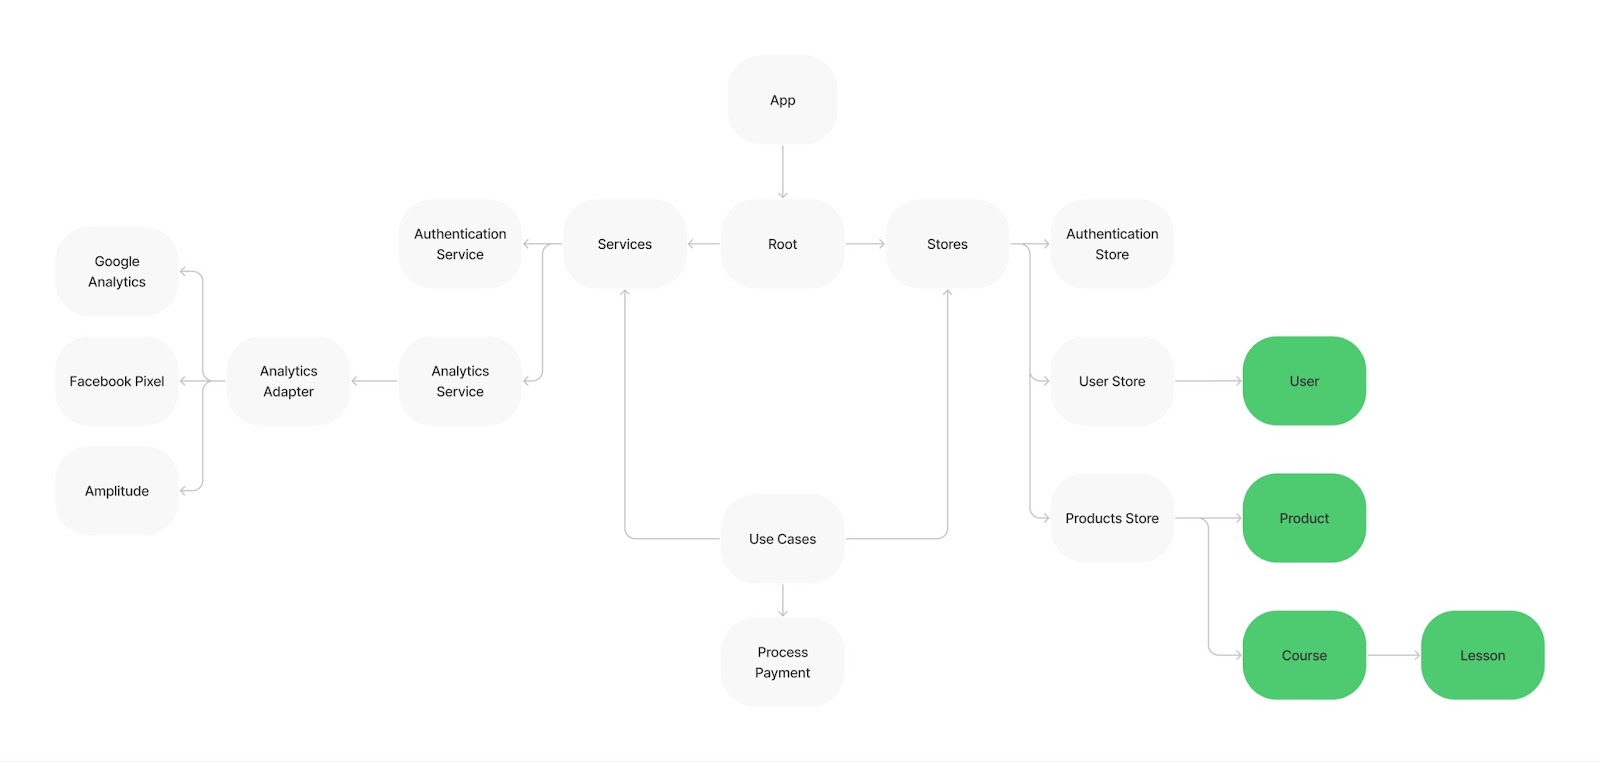 App
Authentication
Service
Services
Root
Stores
Authentication
Store
Google
Analytics
Facebook Pixel
Analytics
Adapter
Analytics
Service
User Store
User
Amplitude
Use Cases
Products Store
Product
Process
Payment
Course
Lesson